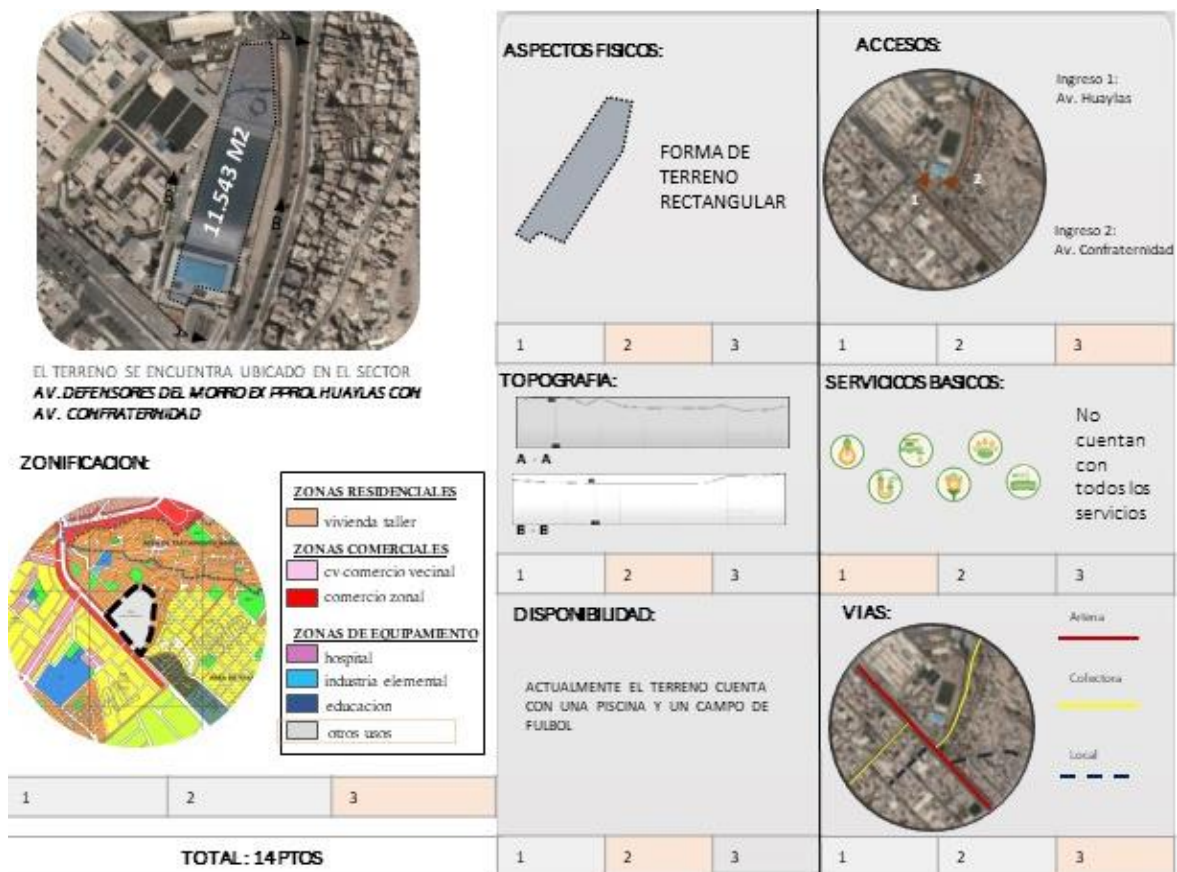 11.543 M2
EL TERRENO SE ENCUENTRA UBICADO EN EL SECTOR
AV. DEFENSORES DEL MORRO EX PPROL HUAYLAS CON
AV. CONFRATERNIDAD
ZONIFICACION:
ZONAS RESIDENCIALES
vivienda taller
ZONAS COMERCIALES
cv-comercio vecinal
comercio zonal
ZONAS DE EQUIPAMIENTO
hospital
industria elemental
educacion
otros usos
1 2 3
TOTAL : 14 PTOS
ASPECTOS FISICOS:
FORMA DE
TERRENO
RECTANGULAR
1 2 3
ACCESOS:
Ingreso 1:
Av. Huaylas
1
2
Ingreso 2:
Av. Confraternidad
1 2 3
TOPOGRAFIA:
A - A
B - B
1 2 3
SERVICICOS BASICOS:
No
cuentan
con
todos los
servicios
1 2 3
DISPONIBILIDAD:
ACTUALMENTE EL TERRENO CUENTA
CON UNA PISCINA Y UN CAMPO DE
FULBOL
1 2 3
VIAS:
Arteria
Colectora
Local
1 2 3